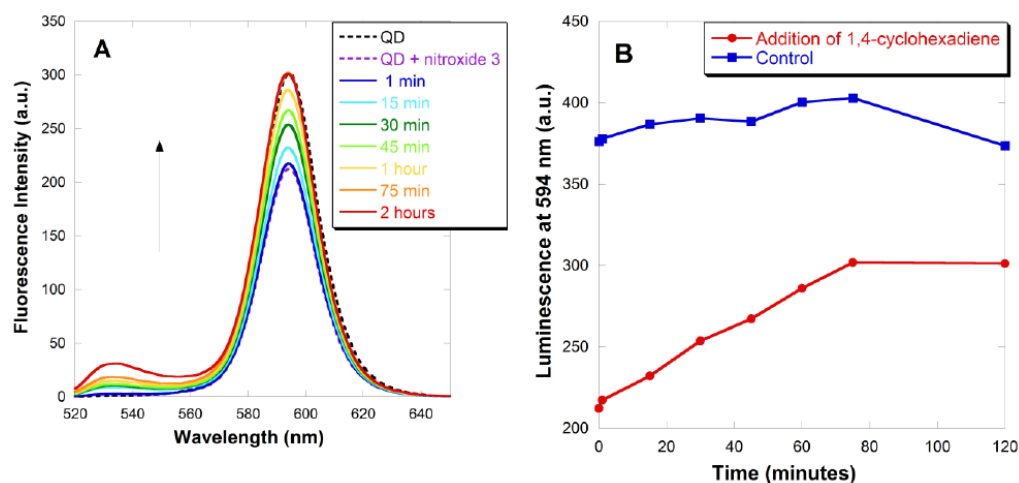 A
Fluorescence Intensity (a.u.)
350
300
250
200
150
100
50
0
520
540
560
580
600
620
640
Wavelength (nm)
QD
QD + nitroxide 3
1 min
15 min
30 min
45 min
1 hour
75 min
2 hours
B
Luminescence at 594 nm (a.u.)
450
400
350
300
250
200
0
20
40
60
80
100
120
Time (minutes)
Addition of 1,4-cyclohexadiene
Control